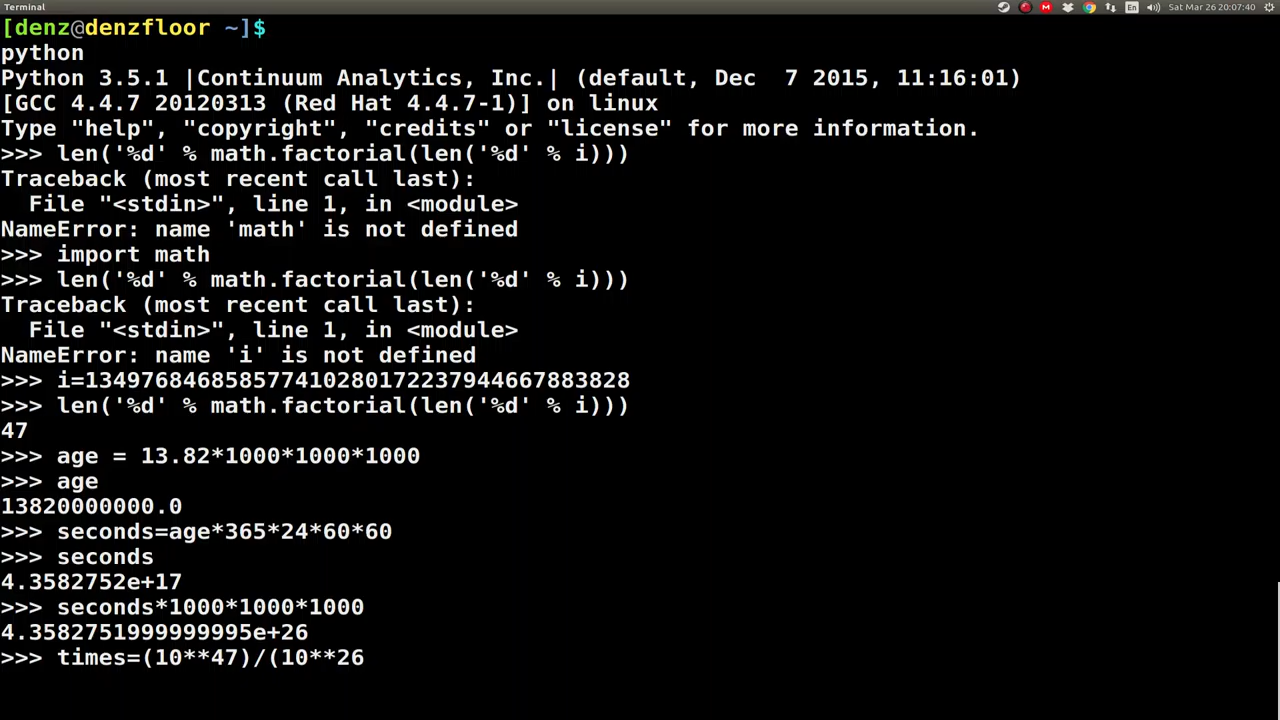 Terminal
En
Sat Mar 26 20:07:40
[denz@denzfloor ~]$
python
Python 3.5.1 |Continuum Analytics, Inc.| (default, Dec  7 2015, 11:16:01)
[GCC 4.4.7 20120313 (Red Hat 4.4.7-1)] on linux
Type "help", "copyright", "credits" or "license" for more information.
>>> len('%d' % math.factorial(len('%d' % i)))
Traceback (most recent call last):
  File "<stdin>", line 1, in <module>
NameError: name 'math' is not defined
>>> import math
>>> len('%d' % math.factorial(len('%d' % i)))
Traceback (most recent call last):
  File "<stdin>", line 1, in <module>
NameError: name 'i' is not defined
>>> i=134976846858577410280172237944667883828
>>> len('%d' % math.factorial(len('%d' % i)))
47
>>> age = 13.82*1000*1000*1000
>>> age
13820000000.0
>>> seconds=age*365*24*60*60
>>> seconds
4.3582752e+17
>>> seconds*1000*1000*1000
4.3582751999999995e+26
>>> times=(10**47)/(10**26